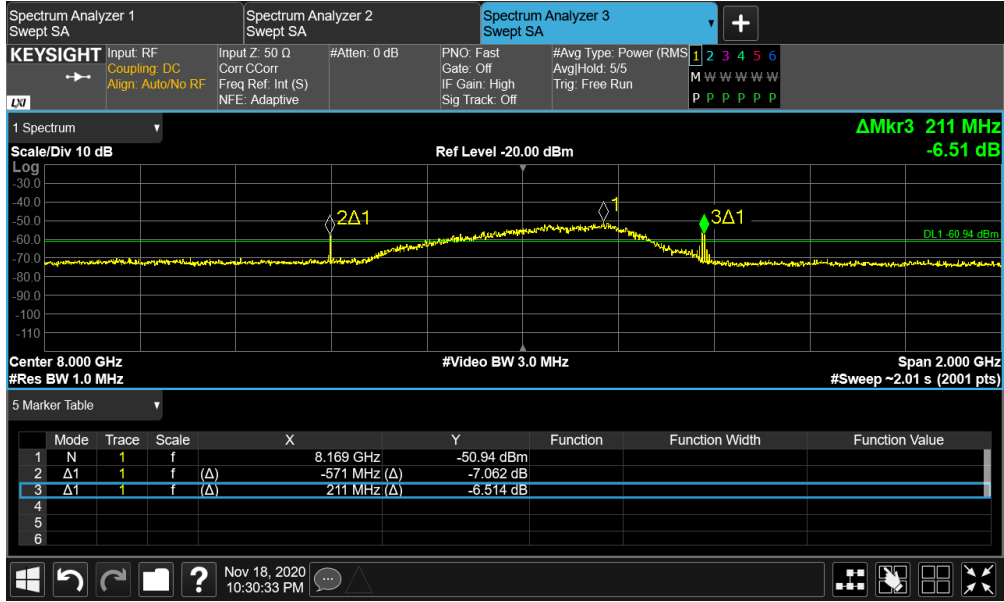 Spectrum Analyzer 1
Swept SA
Spectrum Analyzer 2
Swept SA
Spectrum Analyzer 3
Swept SA
▼
+
KEYSIGHT
LXI
Input: RF
Coupling: DC
Align: Auto/No RF
Input Z: 50 Ω
Corr CCorr
Freq Ref: Int (S)
NFE: Adaptive
#Atten: 0 dB
PNO: Fast
Gate: Off
IF Gain: High
Sig Track: Off
#Avg Type: Power (RMS
Avg|Hold: 5/5
Trig: Free Run
1 2 3 4 5 6
M W W W W W
P P P P P P
1 Spectrum ▼
ΔMkr3 211 MHz
-6.51 dB
Scale/Div 10 dB
Ref Level -20.00 dBm
Log
-30.0
-40.0
-50.0
-60.0
-70.0
-80.0
-90.0
-100
-110
2Δ1
1
3Δ1
DL1 -60.94 dBm
Center 8.000 GHz
#Video BW 3.0 MHz
Span 2.000 GHz
#Res BW 1.0 MHz
#Sweep ~2.01 s (2001 pts)
5 Marker Table ▼
Mode Trace Scale X Y Function Function Width Function Value
1 N 1 f 8.169 GHz -50.94 dBm
2 Δ1 1 f (Δ) -571 MHz (Δ) -7.062 dB
3 Δ1 1 f (Δ) 211 MHz (Δ) -6.514 dB
4
5
6
?
Nov 18, 2020
10:30:33 PM